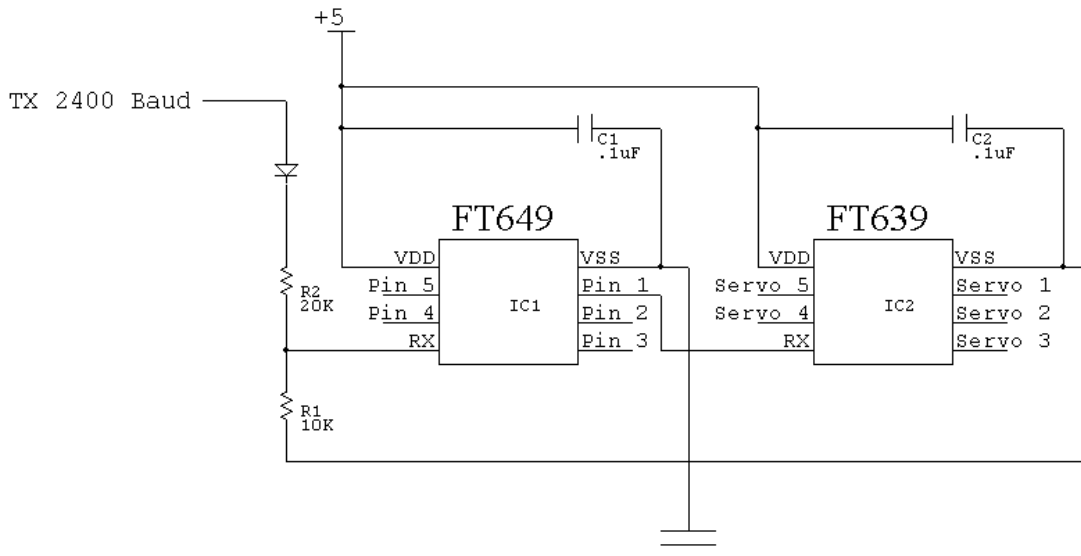 +5
TX 2400 Baud
C1
.1uF
C2
.1uF
FT649
FT639
VDD
VSS
VDD
VSS
Pin 5
Pin 1
Servo 5
Servo 1
R2
20K
IC1
IC2
Pin 4
Pin 2
Servo 4
Servo 2
RX
Pin 3
RX
Servo 3
R1
10K